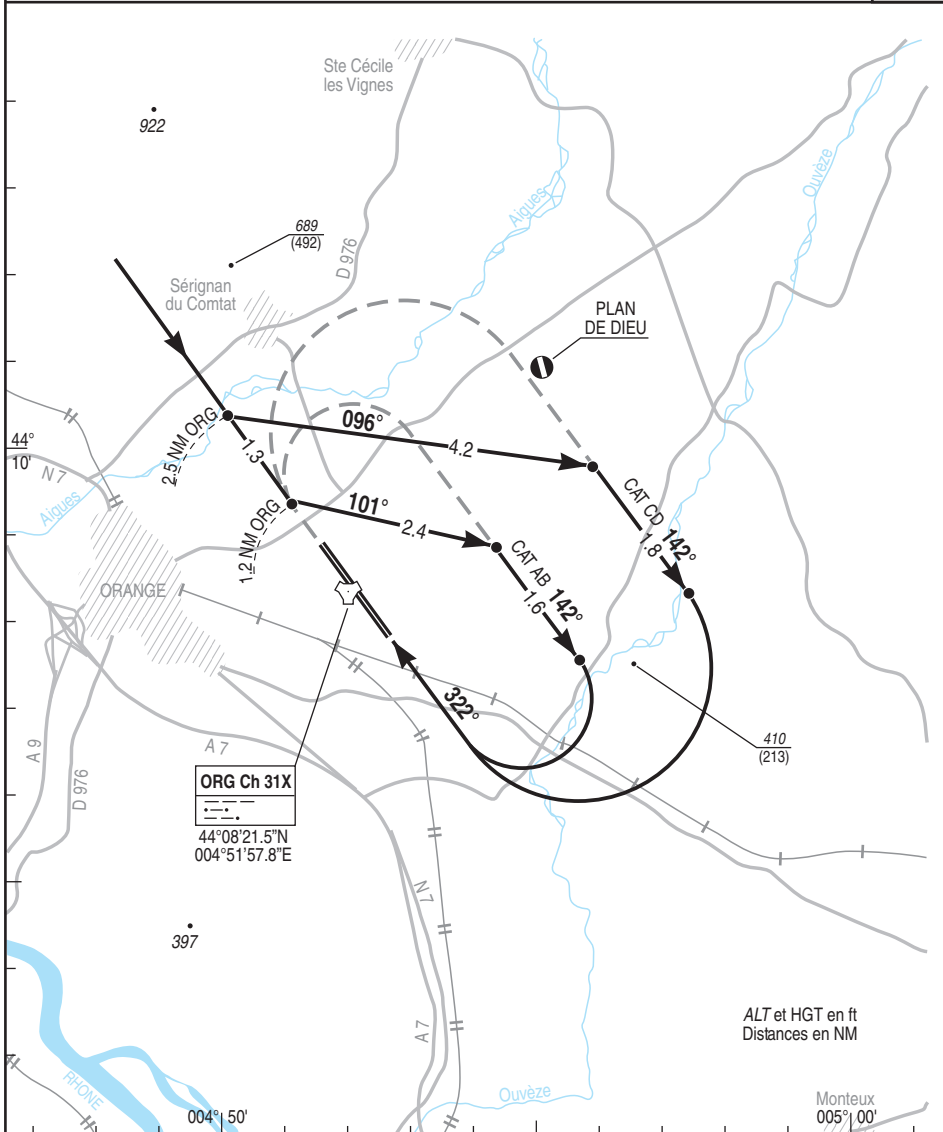 Ste Cécile
les Vignes
922
689
(492)
D 976
Aigues
Ouvèze
Sérignan
du Comtat
PLAN
DE DIEU
2.5 NM ORG
096°
4.2
1.3
44°
10'
N 7
Aigues
1.2 NM ORG
101°
2.4
CAT CD 142°
1.8
CAT AB 142°
1.6
ORANGE
322°
410
(213)
A 9
D 976
A 7
ORG Ch 31X
44°08'21.5"N
004°51'57.8"E
N 7
397
A 7
ALT et HGT en ft
Distances en NM
RHONE
Ouvèze
Monteux
004° 50'
005° 00'